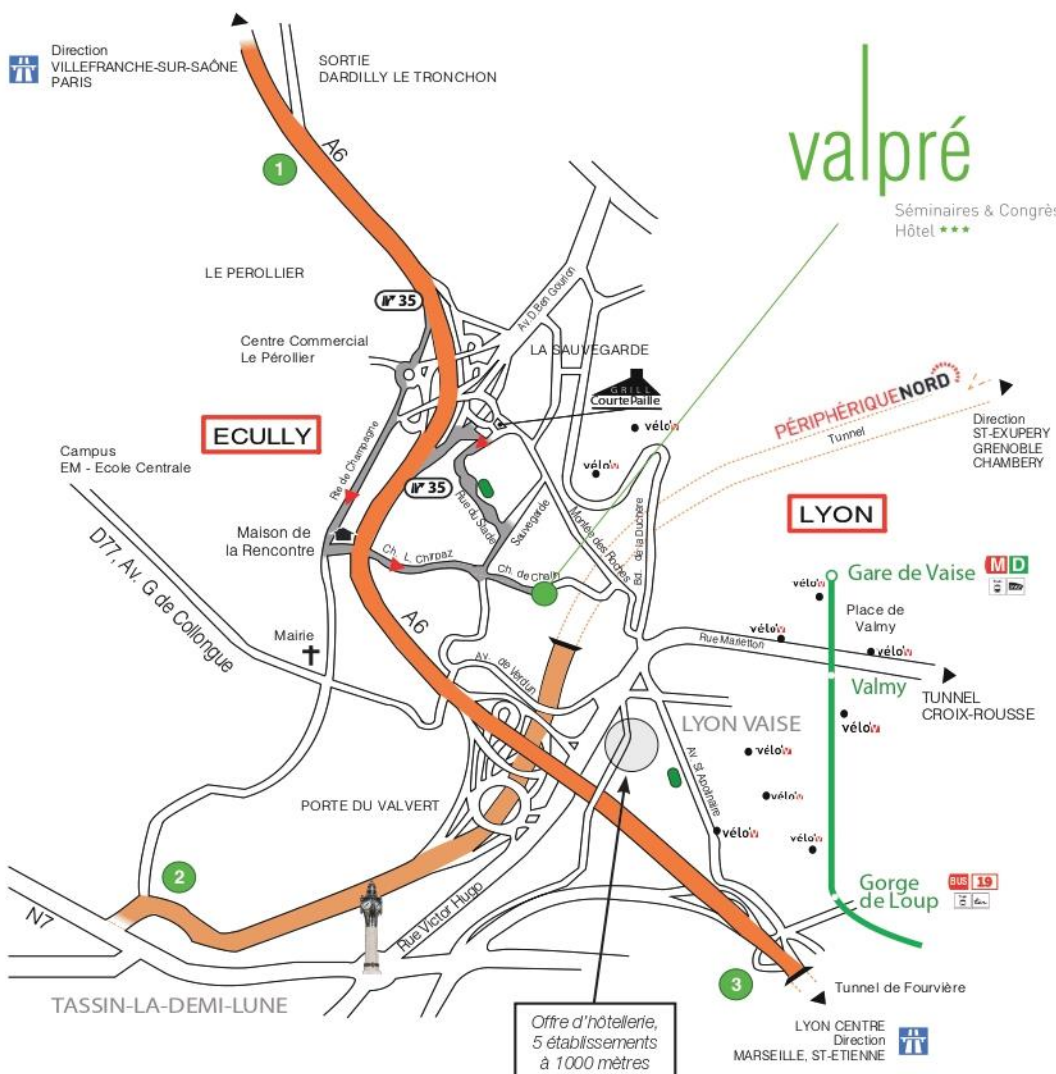 Direction
VILLEFRANCHE-SUR-SAÔNE
PARIS
SORTIE
DARDILLY LE TRONCHON
A6
1
valpré
Séminaires & Congrès
Hôtel ★★★
LE PEROLLIER
N° 35
Av. D.Ben Gourion
Centre Commercial
Le Pérollier
LA SAUVEGARDE
GRILL
CourtePaille
vélo'v
vélo'v
PÉRIPHÉRIQUE NORD
Tunnel
Direction
ST-EXUPERY
GRENOBLE
CHAMBERY
ECULLY
Campus
EM - Ecole Centrale
Rte de Champagne
N° 35
Rue du Stade
Sauvegarde
Montée des Roches
Bd. de la Duchère
LYON
Maison de
la Rencontre
Ch. L. Chirpaz
Ch. de Chalin
D77, Av. G de Collongue
A6
Gare de Vaise
M D
vélo'v
Place de
Valmy
vélo'v
Rue Marietton
vélo'v
Mairie
Av. de Verdun
Valmy
TUNNEL
CROIX-ROUSSE
LYON VAISE
vélo'v
vélo'v
Av. St Apolinaire
vélo'v
PORTE DU VALVERT
vélo'v
vélo'v
2
Gorge
de Loup
BUS 19
N7
Rue Victor Hugo
3
Tunnel de Fourvière
TASSIN-LA-DEMI-LUNE
Offre d'hôtellerie,
5 établissements
à 1000 mètres
LYON CENTRE
Direction
MARSEILLE, ST-ETIENNE